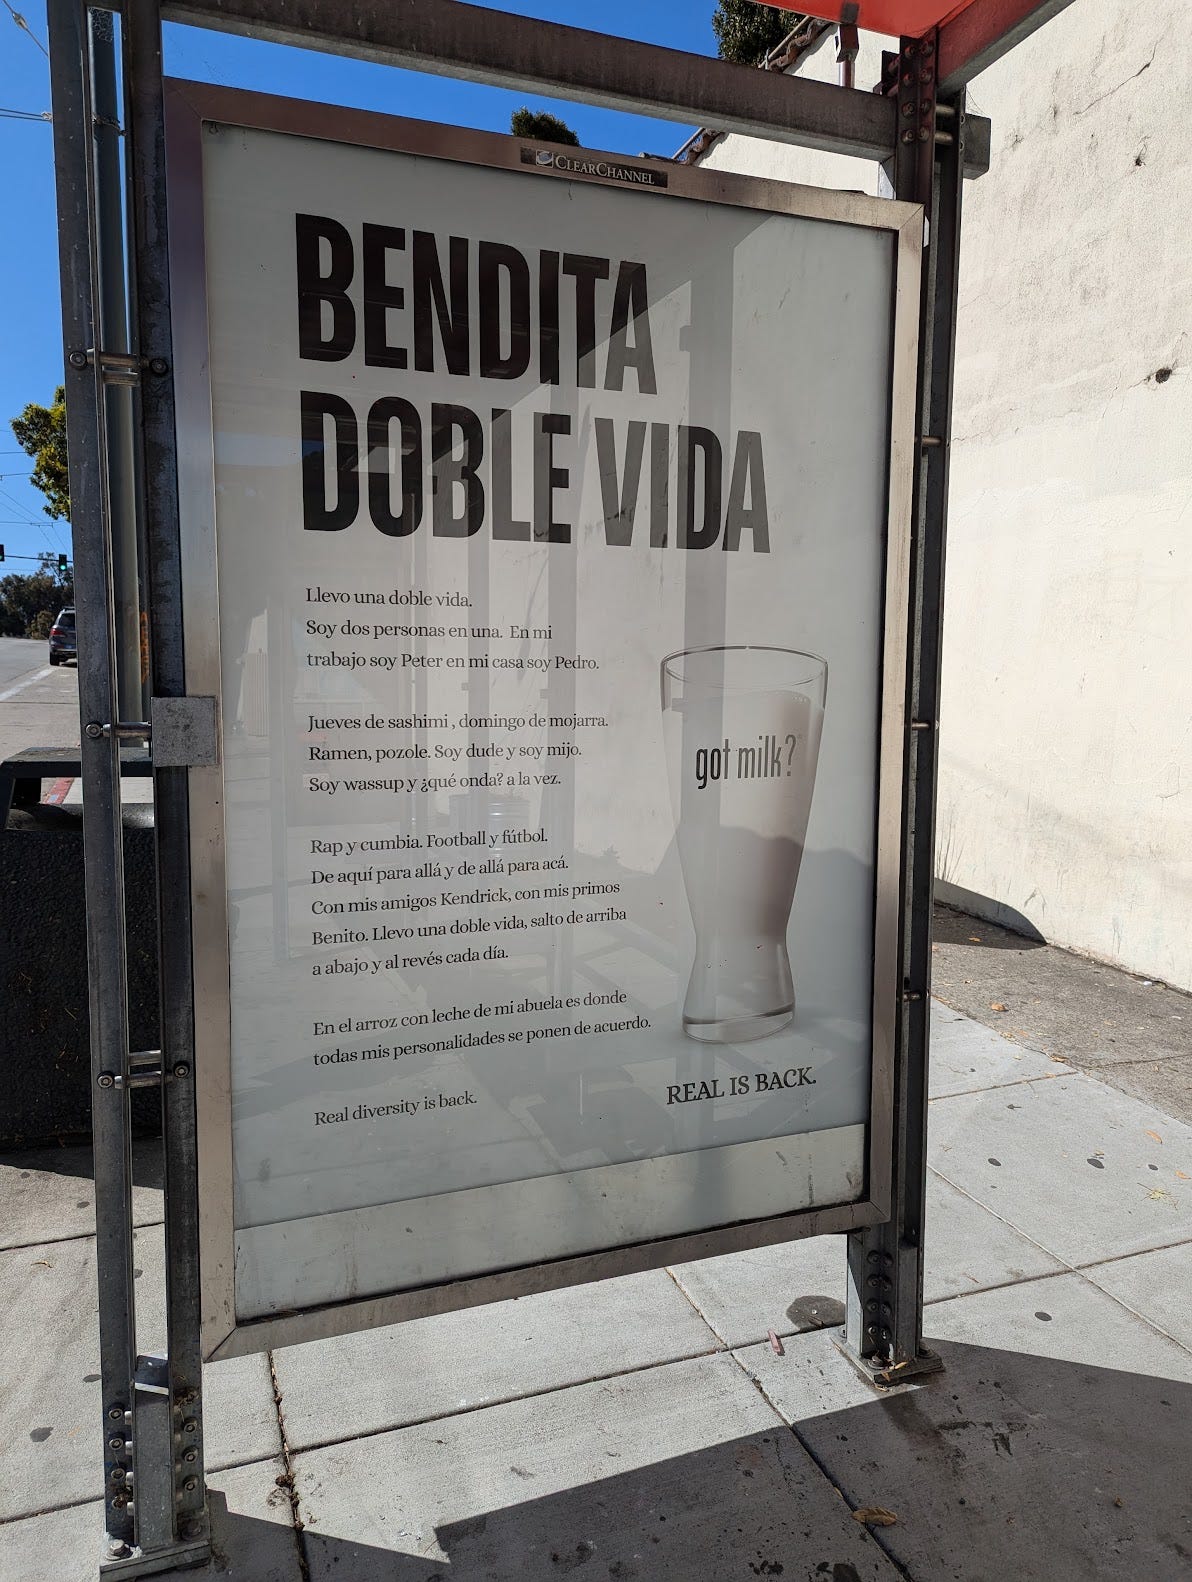 CLEARCHANNEL
BENDITA
DOBLE VIDA
Llevo una doble vida.
Soy dos personas en una. En mi
trabajo soy Peter en mi casa soy Pedro.
Jueves de sashimi , domingo de mojarra.
Ramen, pozole. Soy dude y soy mijo.
Soy wassup y ¿qué onda? a la vez.
Rap y cumbia. Football y fútbol.
De aquí para allá y de allá para acá.
Con mis amigos Kendrick, con mis primos
Benito. Llevo una doble vida, salto de arriba
a abajo y al revés cada día.
En el arroz con leche de mi abuela es donde
todas mis personalidades se ponen de acuerdo.
Real diversity is back.
got milk?
REAL IS BACK.